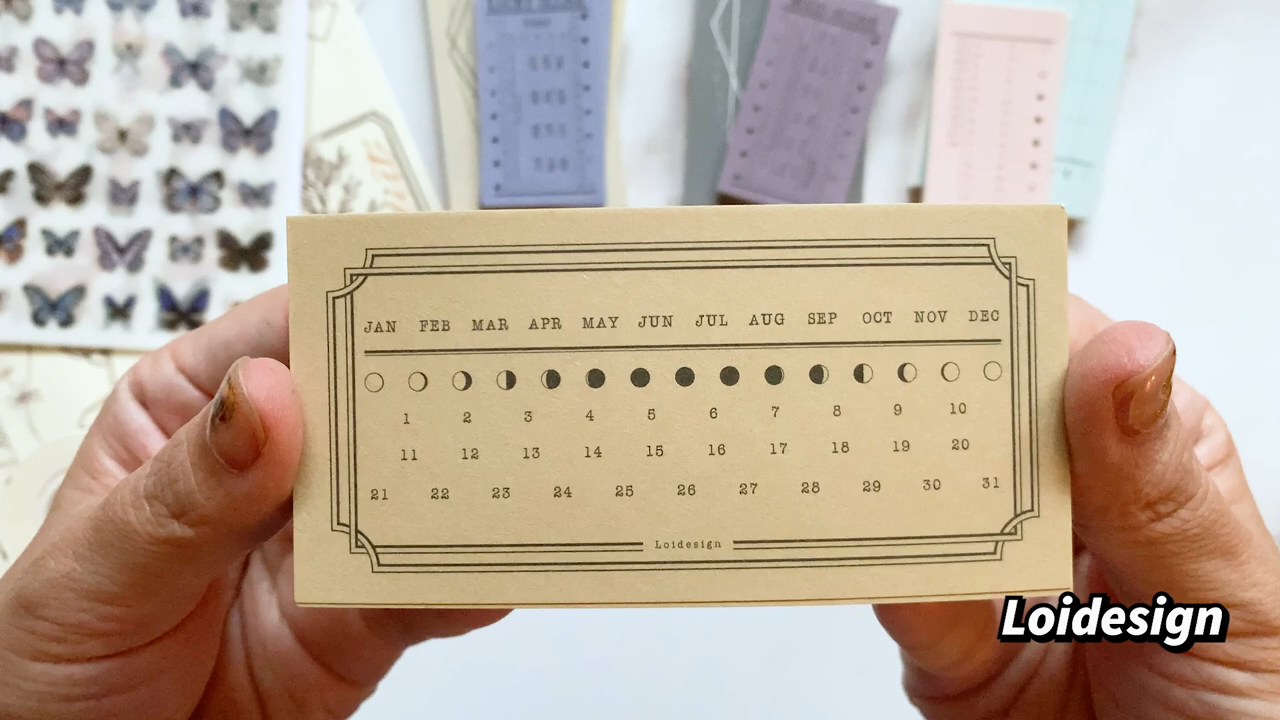 JAN FEB MAR APR MAY JUN JUL AUG SEP OCT NOV DEC
1 2 3 4 5 6 7 8 9 10
11 12 13 14 15 16 17 18 19 20
21 22 23 24 25 26 27 28 29 30 31
Loidesign
Loidesign